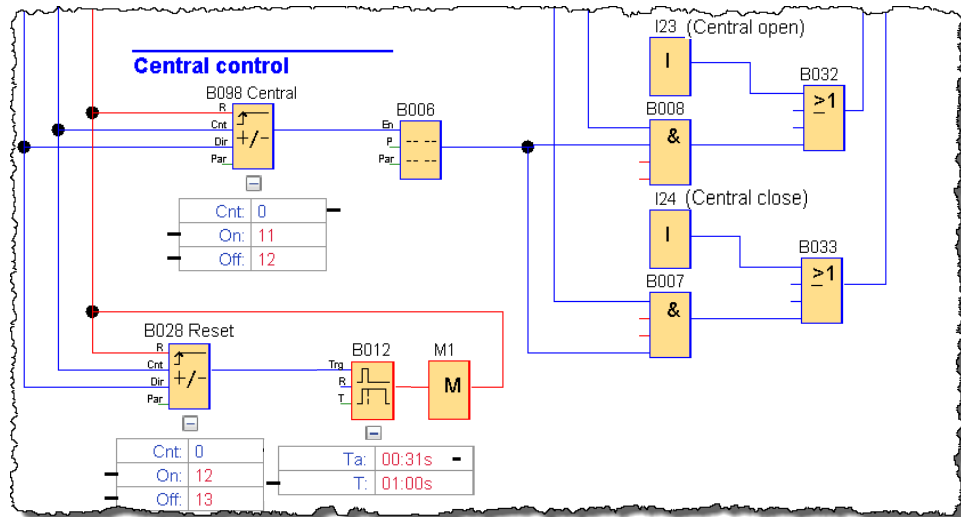 I23 (Central open)
I
B032
≥1
Central control
B098 Central
R
Cnt
Dir
Par
+/-
B006
En
P
Par
B008
&
Cnt: 0
On: 11
Off: 12
I24 (Central close)
I
B033
≥1
B007
&
B028 Reset
R
Cnt
Dir
Par
+/-
B012
Trg
R
T
M1
M
Cnt: 0
On: 12
Off: 13
Ta: 00:31s
T: 01:00s